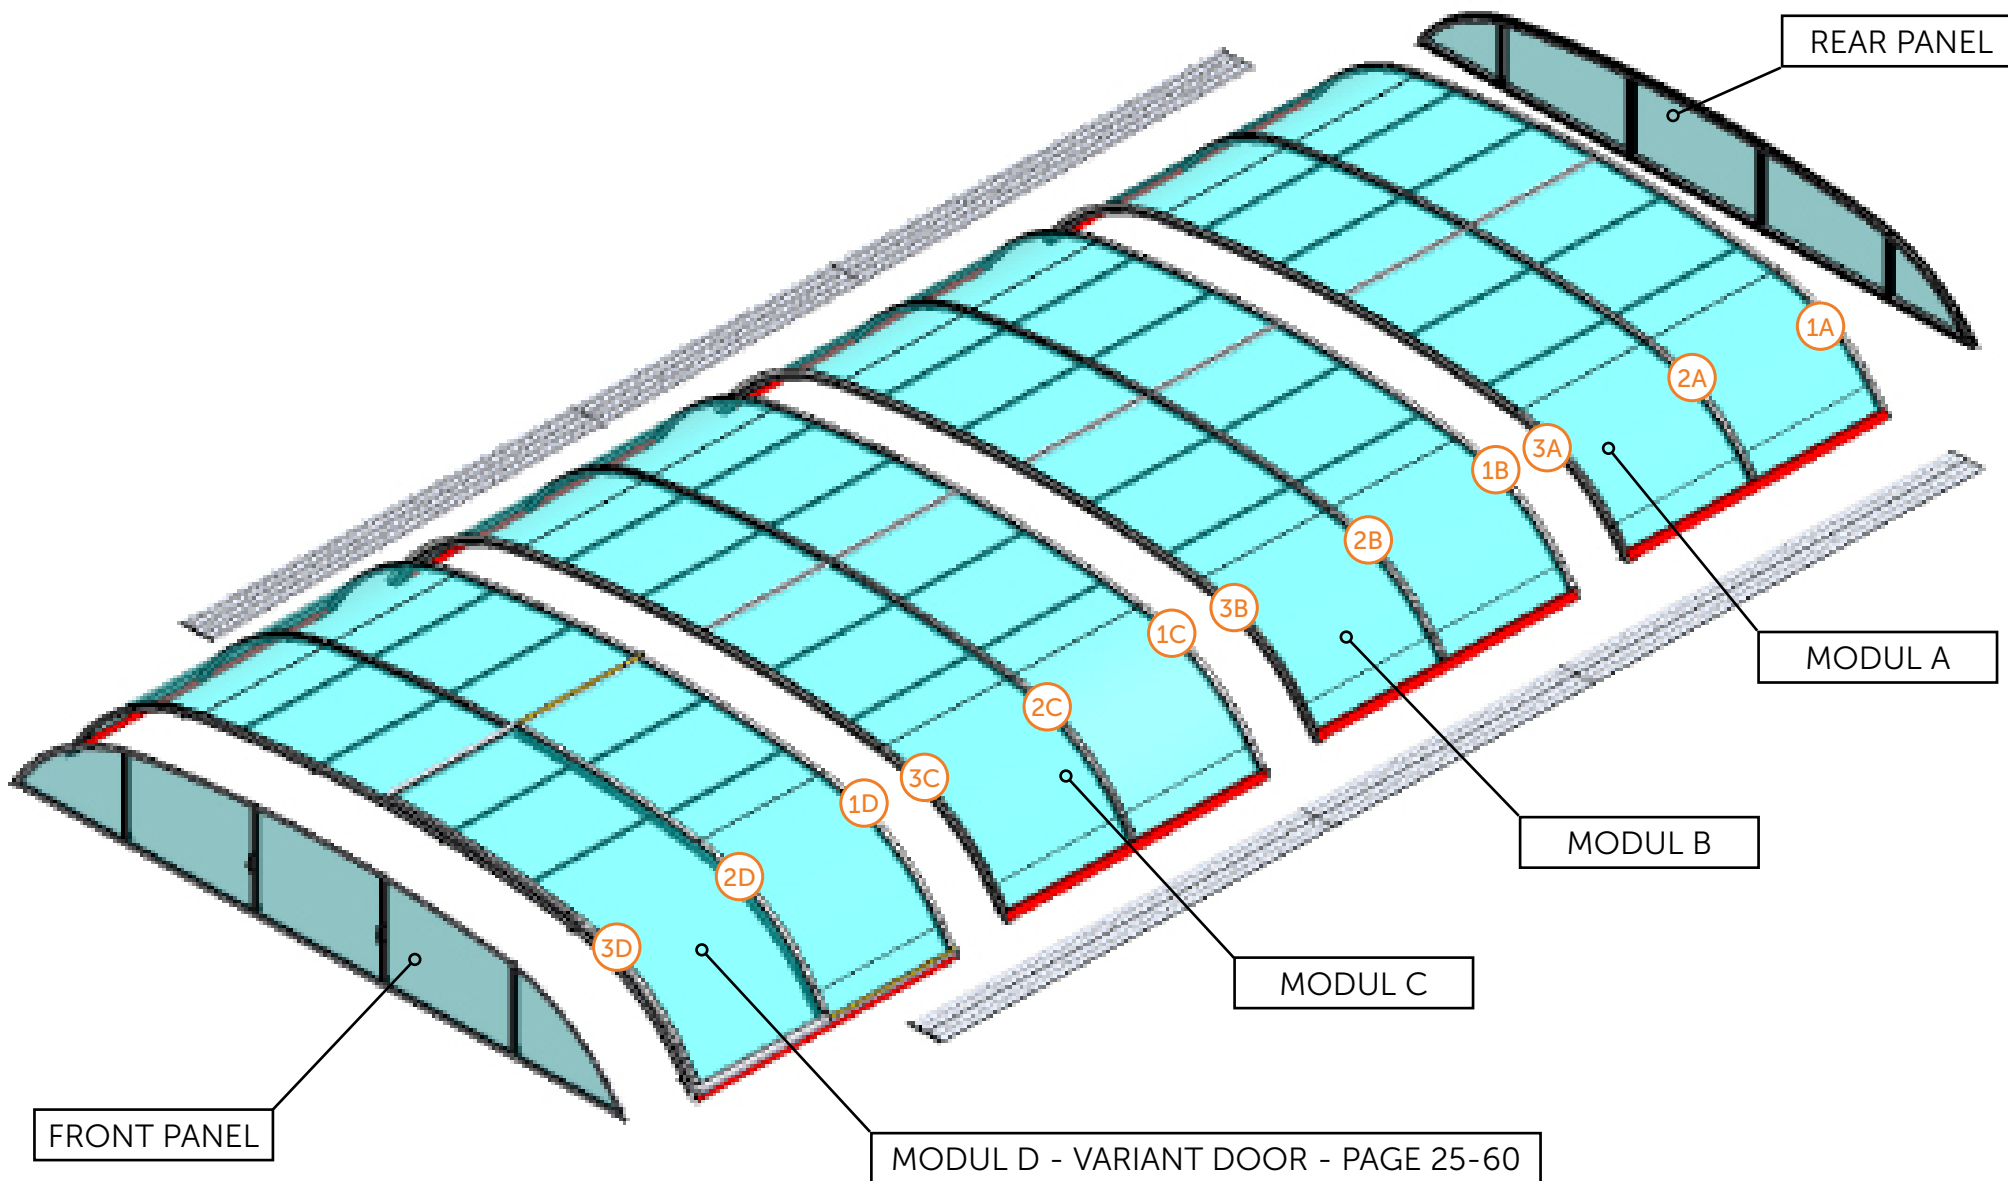 REAR PANEL
1A
2A
3A
1B
2B
3B
1C
MODUL A
2C
3C
1D
MODUL B
2D
3D
MODUL C
FRONT PANEL
MODUL D - VARIANT DOOR - PAGE 25-60